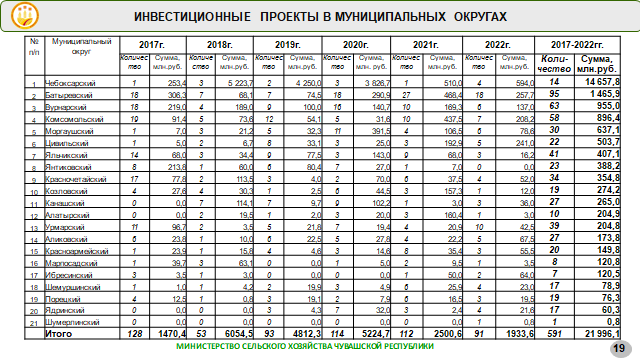 ИНВЕСТИЦИОННЫЕ ПРОЕКТЫ В МУНИЦИПАЛЬНЫХ ОКРУГАХ
№ п/п Муниципальный округ 2017г. 2018г. 2019г. 2020г. 2021г. 2022г. 2017-2022гг.
Количество Сумма, млн.руб. Количество Сумма, млн.руб. Количество Сумма, млн.руб. Количество Сумма, млн.руб. Количество Сумма, млн.руб. Количество Сумма, млн.руб. Коли-чество Сумма, млн.руб.
1 Чебоксарский 1 253,4 3 5 223,7 2 4 250,0 3 3 826,7 1 510,0 4 594,0 14 14 657,8
2 Батыревский 18 306,3 7 68,1 7 74,5 18 290,9 27 468,4 18 257,7 95 1 465,9
3 Вурнарский 18 219,0 4 189,0 9 100,0 16 140,7 10 169,3 6 137,0 63 955,0
4 Комсомольский 19 91,4 5 73,6 12 54,1 5 31,6 10 437,5 7 208,2 58 896,4
5 Моргаушский 1 7,0 3 21,2 5 32,3 11 391,5 4 106,5 6 78,6 30 637,1
6 Цивильский 1 5,0 2 6,7 8 33,1 3 25,0 3 192,9 5 241,0 22 503,7
7 Яльчикский 14 68,0 3 34,4 9 77,5 3 143,0 9 68,0 3 16,2 41 407,1
8 Янтиковский 8 213,8 1 60,0 6 80,4 7 27,0 1 7,0 0 0,0 23 388,2
9 Красночетайский 17 77,8 2 113,5 3 4,0 2 70,0 6 37,5 4 52,0 34 354,8
10 Козловский 4 27,6 4 30,3 1 2,5 6 44,5 3 157,3 1 12,0 19 274,2
11 Канашский 0 0,0 7 114,1 7 9,7 9 102,2 1 3,0 3 36,0 27 265,0
12 Алатырский 0 0,0 2 19,5 1 2,0 3 20,0 3 160,4 1 3,0 10 204,9
13 Урмарский 11 96,7 2 3,5 5 21,8 7 19,4 4 20,9 10 42,5 39 204,8
14 Аликовский 6 23,8 1 10,0 6 22,5 5 27,8 4 22,2 5 67,5 27 173,8
15 Красноармейский 1 23,9 1 15,8 4 4,6 3 14,6 8 35,4 3 55,5 20 149,8
16 Марпосадский 1 39,7 3 63,1 0 0,0 1 5,0 2 9,5 1 3,5 8 120,8
17 Ибресинский 3 3,5 1 3,0 0 0,0 0 0,0 1 50,0 2 64,0 7 120,5
18 Шемуршинский 1 1,0 1 4,2 2 19,9 3 4,9 6 25,9 4 23,0 17 78,9
19 Порецкий 4 12,5 1 0,8 3 19,1 2 7,9 6 16,5 3 19,5 19 76,3
20 Ядринский 0 0,0 0 0,0 3 4,3 7 32,0 3 2,4 4 21,6 17 60,3
21 Шумерлинский 0 0,0 0 0,0 0 0,0 0 0,0 0 0,0 1 0,8 1 0,8
Итого 128 1470,4 53 6054,5 93 4812,3 114 5224,7 112 2500,6 91 1933,6 591 21 996,1
МИНИСТЕРСТВО СЕЛЬСКОГО ХОЗЯЙСТВА ЧУВАШСКОЙ РЕСПУБЛИКИ
19